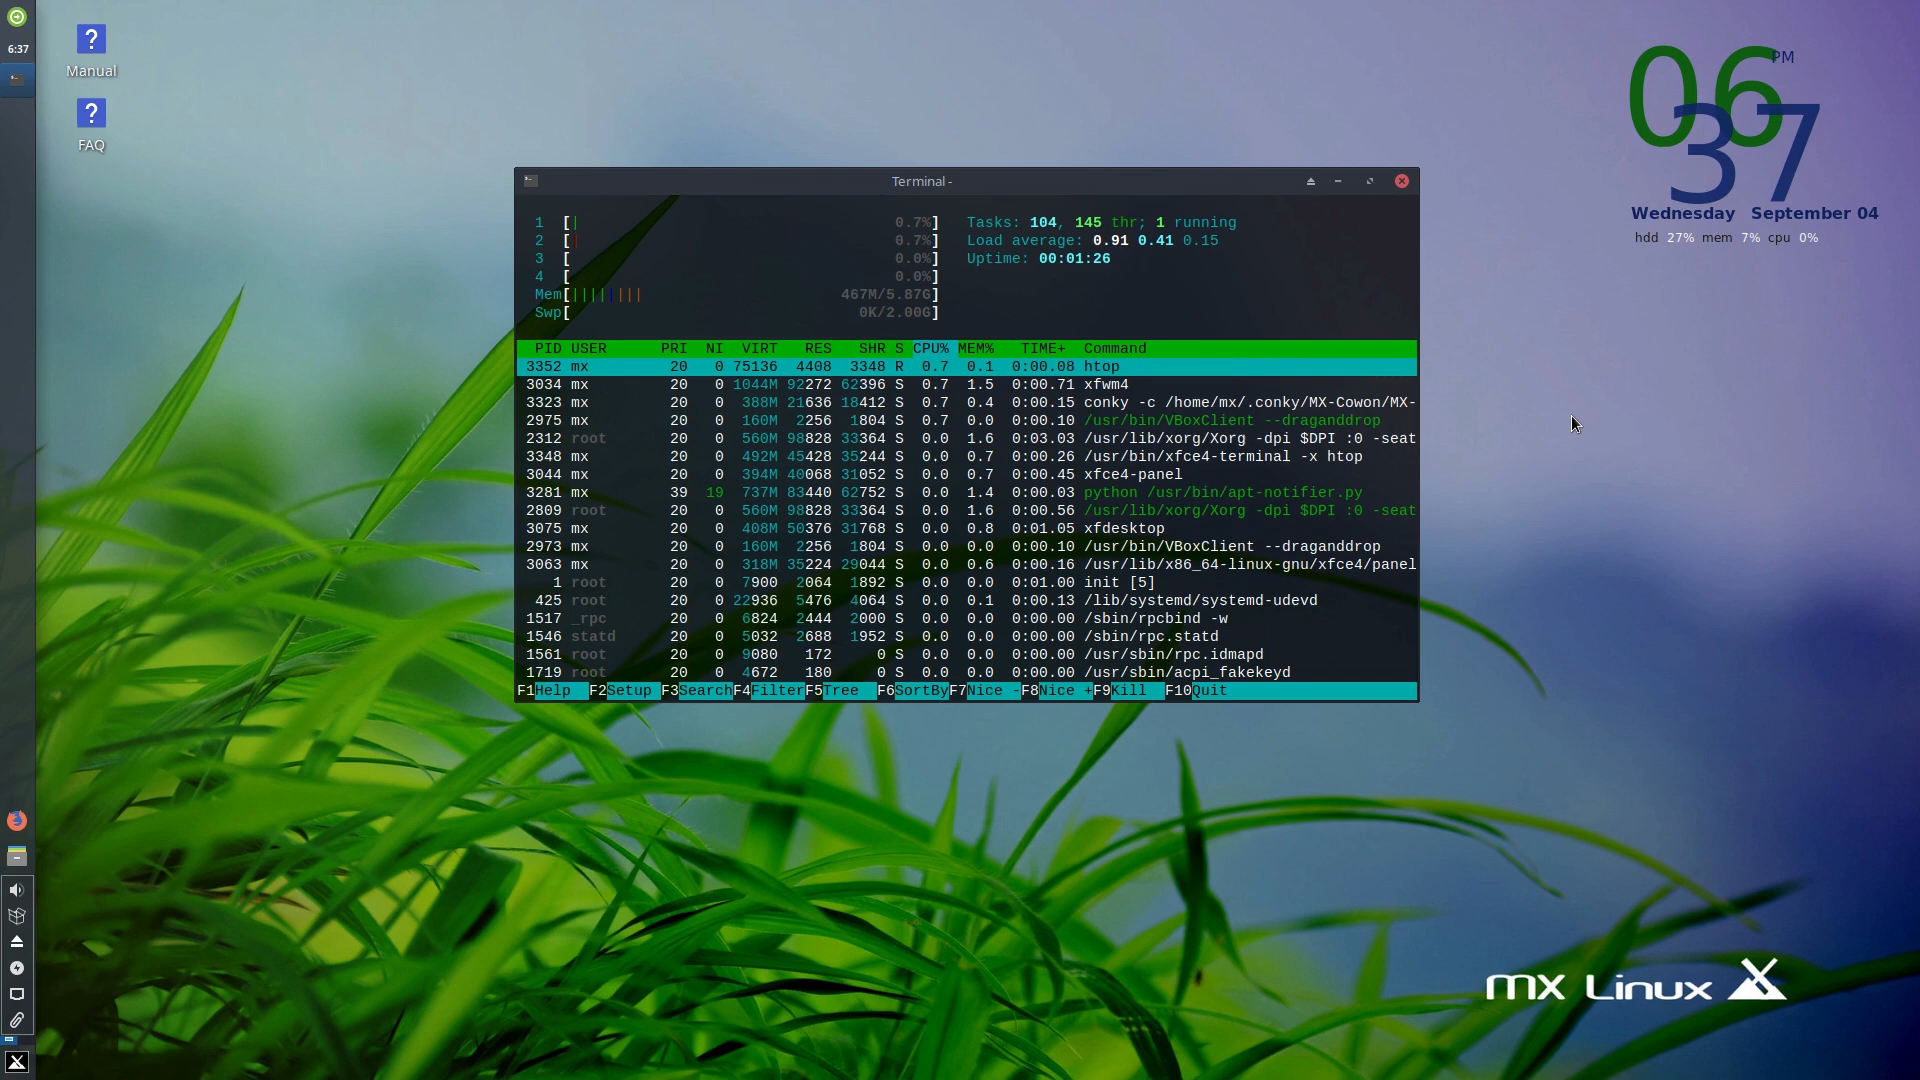 6:37
Manual
FAQ
06 PM
37
Wednesday September 04
hdd 27% mem 7% cpu 0%
Terminal -
1 [| 0.7%] Tasks: 104, 145 thr; 1 running
2 [| 0.7%] Load average: 0.91 0.41 0.15
3 [ 0.0%] Uptime: 00:01:26
4 [ 0.0%]
Mem[|||||||| 467M/5.87G]
Swp[ 0K/2.00G]
PID USER PRI NI VIRT RES SHR S CPU% MEM% TIME+ Command
3352 mx 20 0 75136 4408 3348 R 0.7 0.1 0:00.08 htop
3034 mx 20 0 1044M 92272 62396 S 0.7 1.5 0:00.71 xfwm4
3323 mx 20 0 388M 21636 18412 S 0.7 0.4 0:00.15 conky -c /home/mx/.conky/MX-Cowon/MX-
2975 mx 20 0 160M 2256 1804 S 0.7 0.0 0:00.10 /usr/bin/VBoxClient --draganddrop
2312 root 20 0 560M 98828 33364 S 0.0 1.6 0:03.03 /usr/lib/xorg/Xorg -dpi $DPI :0 -seat
3348 mx 20 0 492M 45428 35244 S 0.0 0.7 0:00.26 /usr/bin/xfce4-terminal -x htop
3044 mx 20 0 394M 40068 31052 S 0.0 0.7 0:00.45 xfce4-panel
3281 mx 39 19 737M 83440 62752 S 0.0 1.4 0:00.03 python /usr/bin/apt-notifier.py
2809 root 20 0 560M 98828 33364 S 0.0 1.6 0:00.56 /usr/lib/xorg/Xorg -dpi $DPI :0 -seat
3075 mx 20 0 408M 50376 31768 S 0.0 0.8 0:01.05 xfdesktop
2973 mx 20 0 160M 2256 1804 S 0.0 0.0 0:00.10 /usr/bin/VBoxClient --draganddrop
3063 mx 20 0 318M 35224 29044 S 0.0 0.6 0:00.16 /usr/lib/x86_64-linux-gnu/xfce4/panel
1 root 20 0 7900 2064 1892 S 0.0 0.0 0:01.00 init [5]
425 root 20 0 22936 5476 4064 S 0.0 0.1 0:00.13 /lib/systemd/systemd-udevd
1517 _rpc 20 0 6824 2444 2000 S 0.0 0.0 0:00.00 /sbin/rpcbind -w
1546 statd 20 0 5032 2688 1952 S 0.0 0.0 0:00.00 /sbin/rpc.statd
1561 root 20 0 9080 172 0 S 0.0 0.0 0:00.00 /usr/sbin/rpc.idmapd
1719 root 20 0 4672 180 0 S 0.0 0.0 0:00.00 /usr/sbin/acpi_fakekeyd
F1Help F2Setup F3SearchF4FilterF5Tree F6SortByF7Nice -F8Nice +F9Kill F10Quit
mx Linux